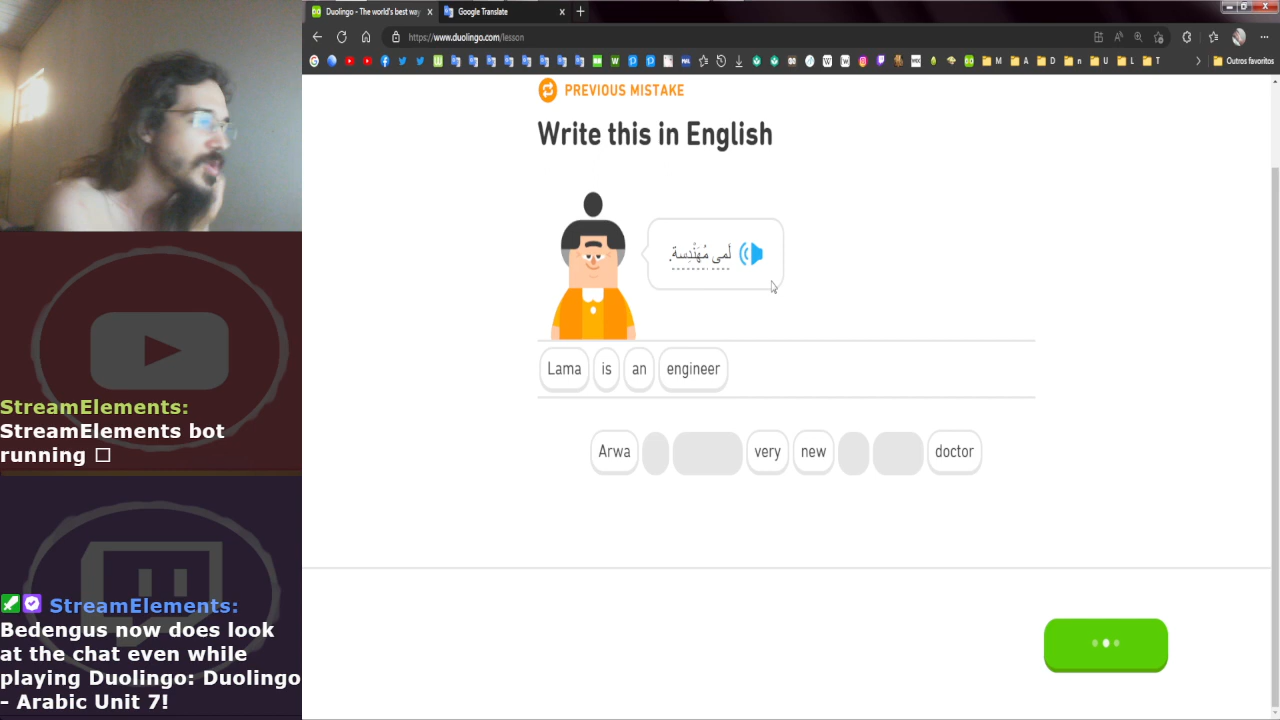 Duolingo - The world's best way
Google Translate
https://www.duolingo.com/lesson
M
A
D
n
U
L
T
Outros favoritos
PREVIOUS MISTAKE
Write this in English
لَمى مُهَنْدِسة.
Lama is an engineer
Arwa very new doctor
StreamElements:
StreamElements bot
running
StreamElements:
Bedengus now does look
at the chat even while
playing Duolingo: Duolingo
- Arabic Unit 7!